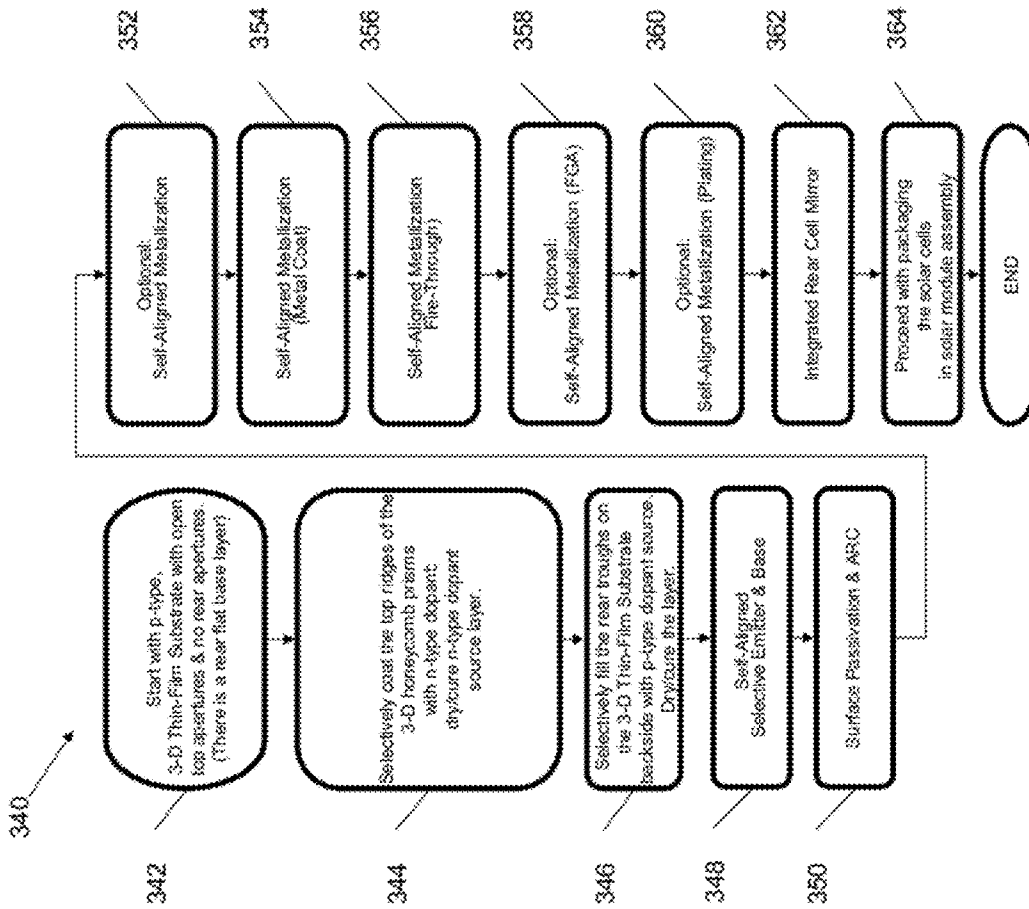 340
342
Start with p-type,
3-D Thin-Film Substrate with open
top apertures & no rear apertures.
(There is a rear flat base layer)
344
Selectively coat the top ridges of the
3-D honeycomb prisms
with n-type dopant;
dry/cure n-type dopant
source layer.
346
Selectively fill the rear troughs on
the 3-D Thin-Film Substrate
backside with p-type dopant source.
Dry/cure the layer.
348
Self-Aligned
Selective Emitter & Base
350
Surface Passivation & ARC
352
Optional:
Self-Aligned Metallization
354
Self-Aligned Metallization
(Metal Coat)
356
Self-Aligned Metallization
Fire-Through)
358
Optional:
Self-Aligned Metallization (FGA)
360
Optional:
Self-Aligned Metallization (Plating)
362
Integrated Rear Cell Mirror
364
Proceed with packaging
the solar cells
in solar module assembly
END